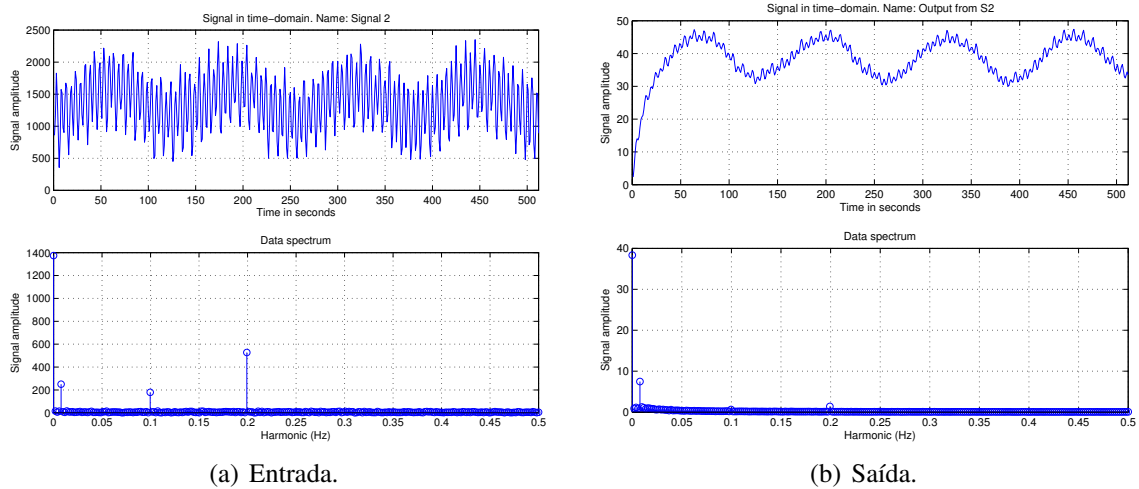 Signal in time-domain. Name: Signal 2
2500
2000
1500
1000
500
0
Signal amplitude
0 50 100 150 200 250 300 350 400 450 500
Time in seconds
Data spectrum
1400
1200
1000
800
600
400
200
0
Signal amplitude
0 0.05 0.1 0.15 0.2 0.25 0.3 0.35 0.4 0.45 0.5
Harmonic (Hz)
(a) Entrada.
Signal in time-domain. Name: Output from S2
50
40
30
20
10
0
Signal amplitude
0 50 100 150 200 250 300 350 400 450 500
Time in seconds
Data spectrum
40
30
20
10
0
Signal amplitude
0 0.05 0.1 0.15 0.2 0.25 0.3 0.35 0.4 0.45 0.5
Harmonic (Hz)
(b) Saída.